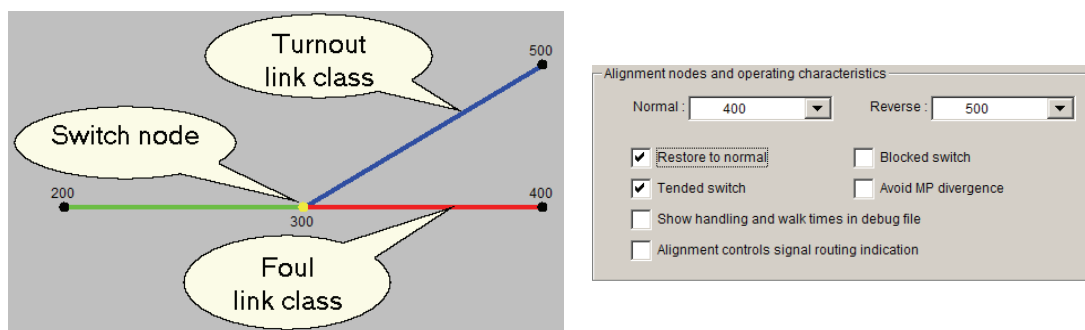 Turnout
link class
500
Switch node
200
400
300
Foul
link class
Alignment nodes and operating characteristics
Normal : 400 Reverse : 500
Restore to normal Blocked switch
Tended switch Avoid MP divergence
Show handling and walk times in debug file
Alignment controls signal routing indication